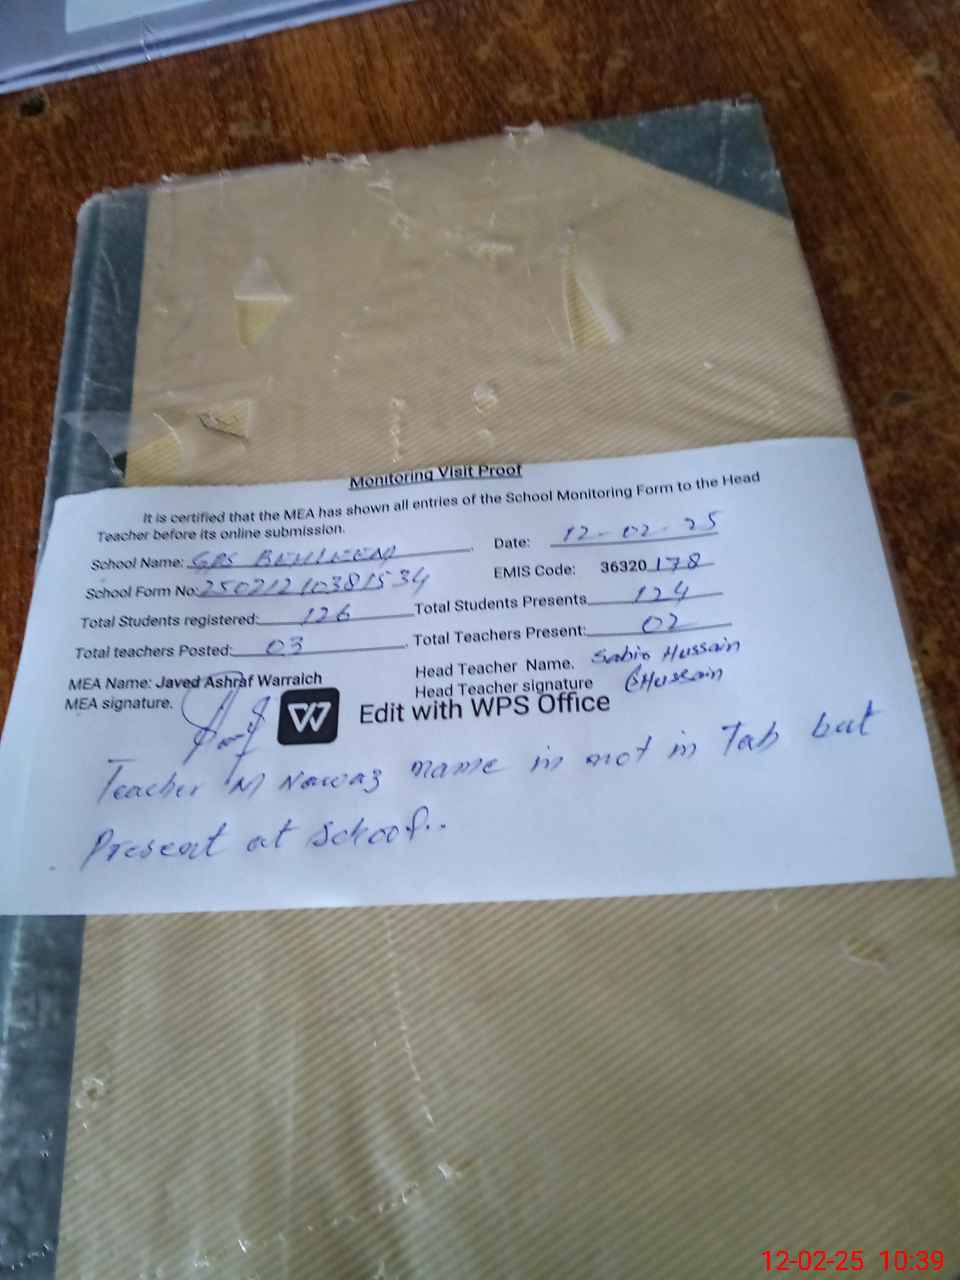 Monitoring Visit Proof
It is certified that the MEA has shown all entries of the School Monitoring Form to the Head
Teacher before its online submission.
School Name: GPS
Date: 12-02-25
School Form No: 25021210381534
EMIS Code: 36320 178
Total Students registered: 126
Total Students Presents 124
Total teachers Posted: 03
Total Teachers Present: 02
MEA Name: Javed Ashraf Warraich
Head Teacher Name. Sabir Hussain
MEA signature.
Head Teacher signature Hussain
Edit with WPS Office
Teacher M Nawaz name is not in Tab but
Present at School..
12-02-25 10:39